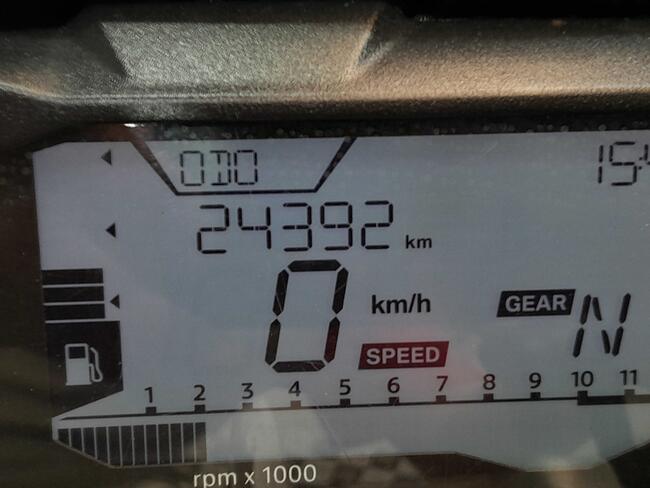 ODO
24392 km
0 km/h
GEAR N
SPEED
1 2 3 4 5 6 7 8 9 10 11
rpm x 1000